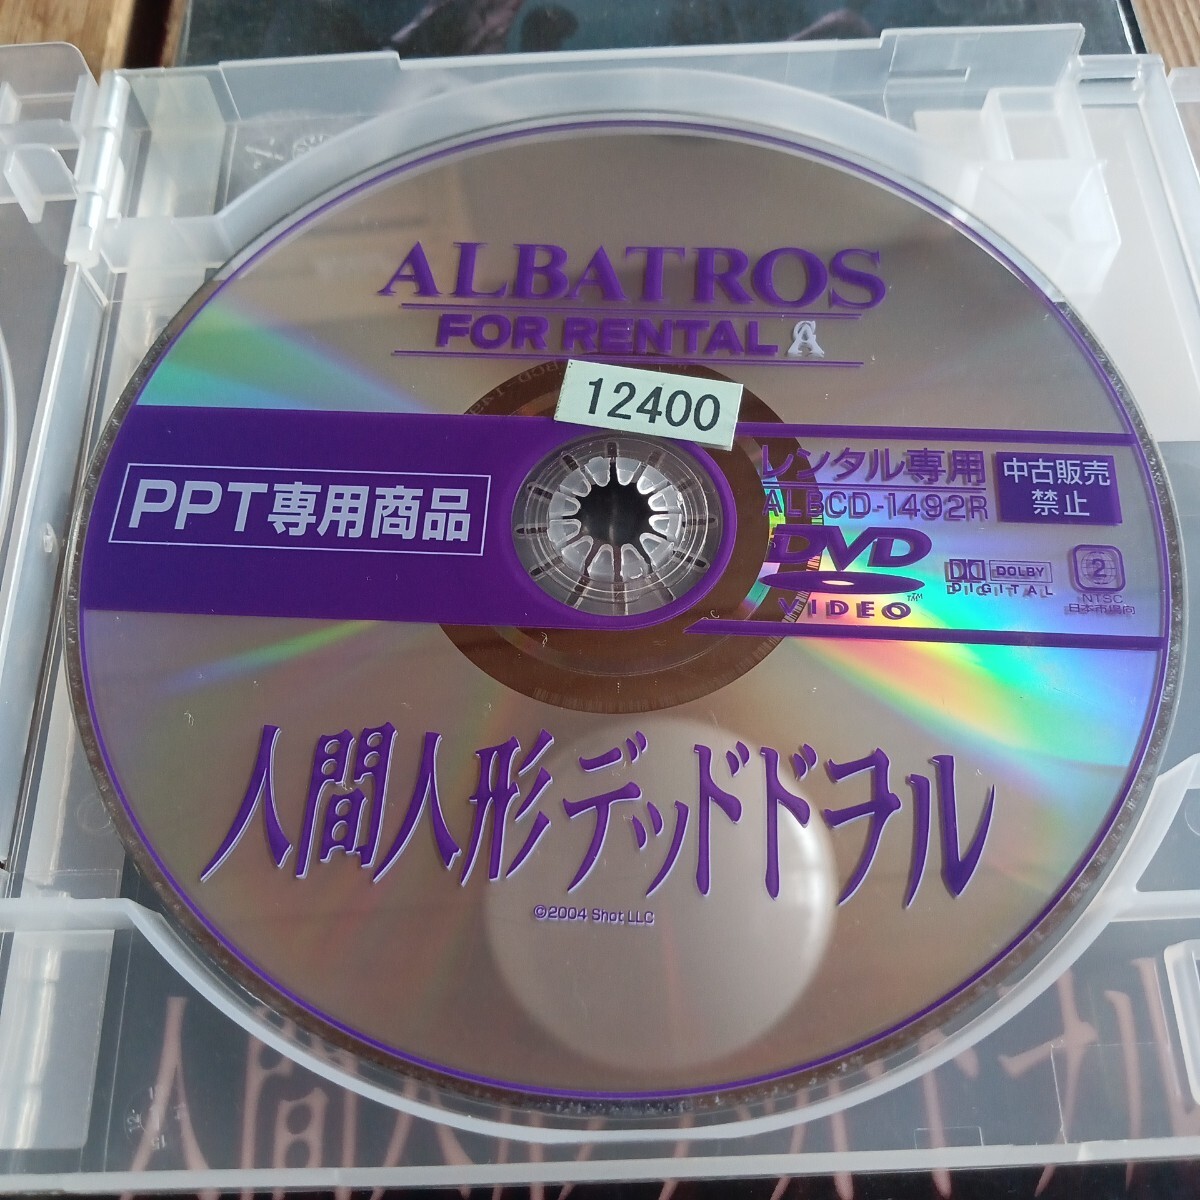 ALBATROS
FOR RENTAL A
12400
PPT専用商品
レンタル専用
ALBCD-1492R
中古販売
禁止
DVD
VIDEO
TM
DOLBY
DIGITAL
2
NTSC
日本市場向
人間人形デッドドヲル
©2004 Shot, LLC